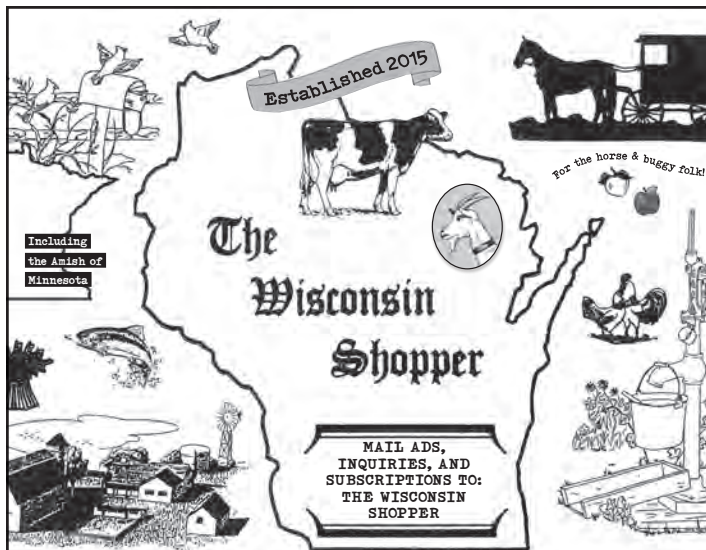 Established 2015
For the horse & buggy folk!
Including
the Amish of
Minnesota
The
Wisconsin
Shopper
MAIL ADS,
INQUIRIES, AND
SUBSCRIPTIONS TO:
THE WISCONSIN
SHOPPER